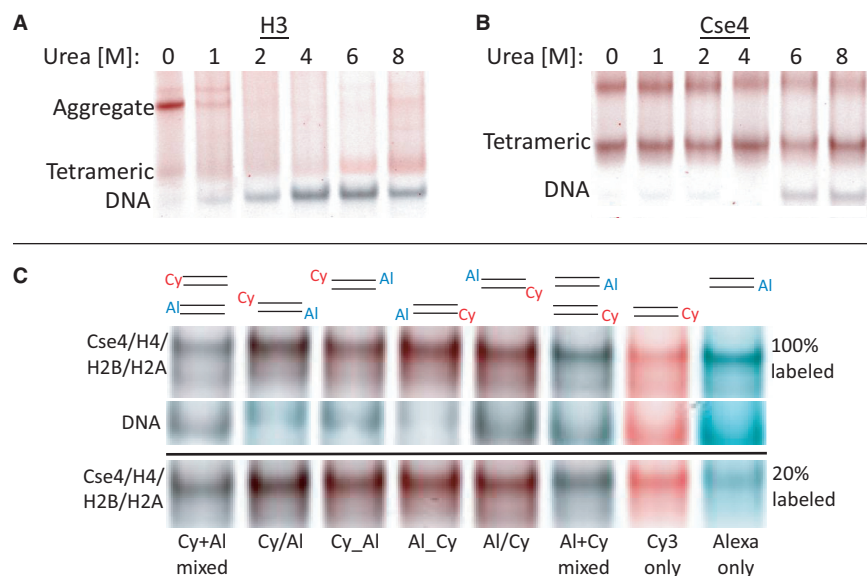 A
H3
Urea [M]: 0 1 2 4 6 8
Aggregate
Tetrameric
DNA
B
Cse4
Urea [M]: 0 1 2 4 6 8
Tetrameric
DNA
C
Cy Al Cy Al Cy Al Al Cy Al Cy Al Cy Cy Al
Cse4/H4/
H2B/H2A
100%
labeled
DNA
Cse4/H4/
H2B/H2A
20%
labeled
Cy+Al
mixed
Cy/Al
Cy_Al
Al_Cy
Al/Cy
Al+Cy
mixed
Cy3
only
Alexa
only